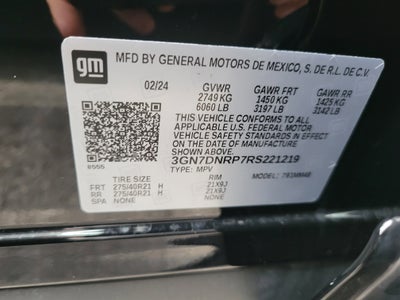 gm
MFD BY GENERAL MOTORS DE MEXICO, S. DE R.L. DE C.V.
02/24 GVWR GAWR FRT GAWR RR
2749 KG 1450 KG 1425 KG
6060 LB 3197 LB 3142 LB
THIS VEHICLE CONFORMS TO ALL
APPLICABLE U.S. FEDERAL MOTOR
VEHICLE SAFETY STANDARDS IN EFFECT
ON THE DATE OF MANUFACTURE
SHOWN ABOVE.
3GN7DNRP7RS221219
TYPE: MPV MODEL:
TIRE SIZE RIM
FRT 275/40R21 H 21X9J
RR 275/40R21 H 21X9J
SPA NONE NONE